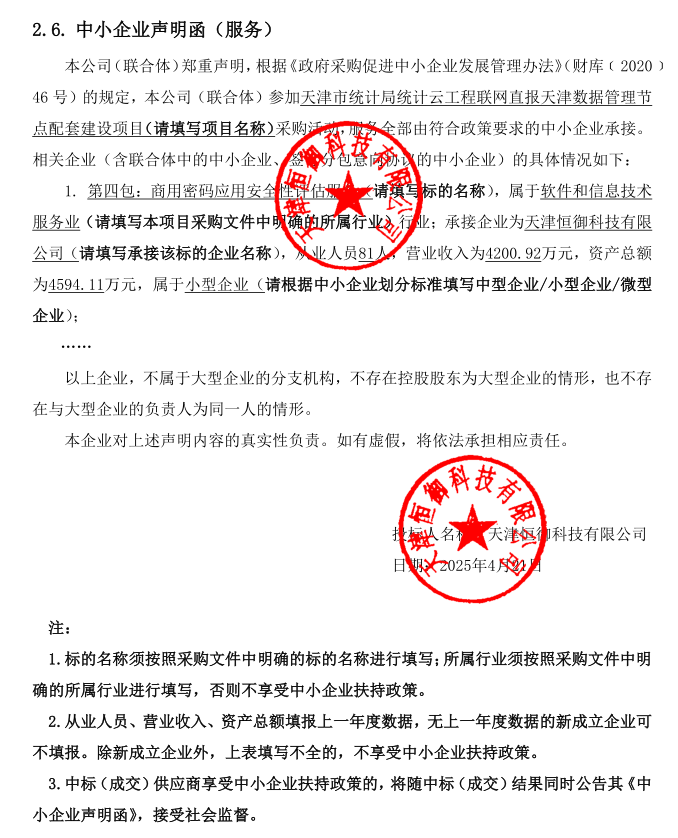 2.6. 中小企业声明函（服务）
本公司（联合体）郑重声明，根据《政府采购促进中小企业发展管理办法》（财库﹝2020﹞
46 号）的规定，本公司（联合体）参加天津市统计局统计云工程联网直报天津数据管理节
点配套建设项目（请填写项目名称）采购活动，服务全部由符合政策要求的中小企业承接。
相关企业（含联合体中的中小企业、签订分包意向协议的中小企业）的具体情况如下：
1. 第四包：商用密码应用安全性评估服务（请填写标的名称），属于软件和信息技术
服务业（请填写本项目采购文件中明确的所属行业）行业；承接企业为天津恒御科技有限
公司（请填写承接该标的企业名称），从业人员81人，营业收入为4200.92万元，资产总额
为4594.11万元，属于小型企业（请根据中小企业划分标准填写中型企业/小型企业/微型
企业）；
……
以上企业，不属于大型企业的分支机构，不存在控股股东为大型企业的情形，也不存
在与大型企业的负责人为同一人的情形。
本企业对上述声明内容的真实性负责。如有虚假，将依法承担相应责任。
投标人名称：天津恒御科技有限公司
日期：2025年4月21日
天津恒御科技有限公司
天津恒御科技有限公司
注：
1.标的名称须按照采购文件中明确的标的名称进行填写；所属行业须按照采购文件中明
确的所属行业进行填写，否则不享受中小企业扶持政策。
2.从业人员、营业收入、资产总额填报上一年度数据，无上一年度数据的新成立企业可
不填报。除新成立企业外，上表填写不全的，不享受中小企业扶持政策。
3.中标（成交）供应商享受中小企业扶持政策的，将随中标（成交）结果同时公告其《中
小企业声明函》，接受社会监督。